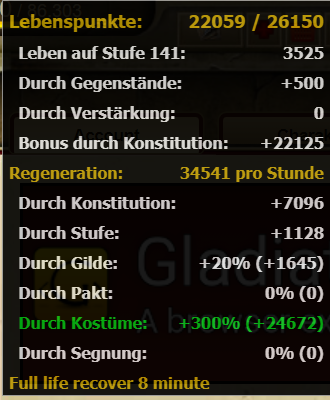 Lebenspunkte: 22059 / 26150
Leben auf Stufe 141: 3525
Durch Gegenstände: +500
Durch Verstärkung: 0
Bonus durch Konstitution: +22125
Regeneration: 34541 pro Stunde
Durch Konstitution: +7096
Durch Stufe: +1128
Durch Gilde: +20% (+1645)
Durch Pakt: 0% (0)
Durch Kostüme: +300% (+24672)
Durch Segnung: 0% (0)
Full life recover 8 minute